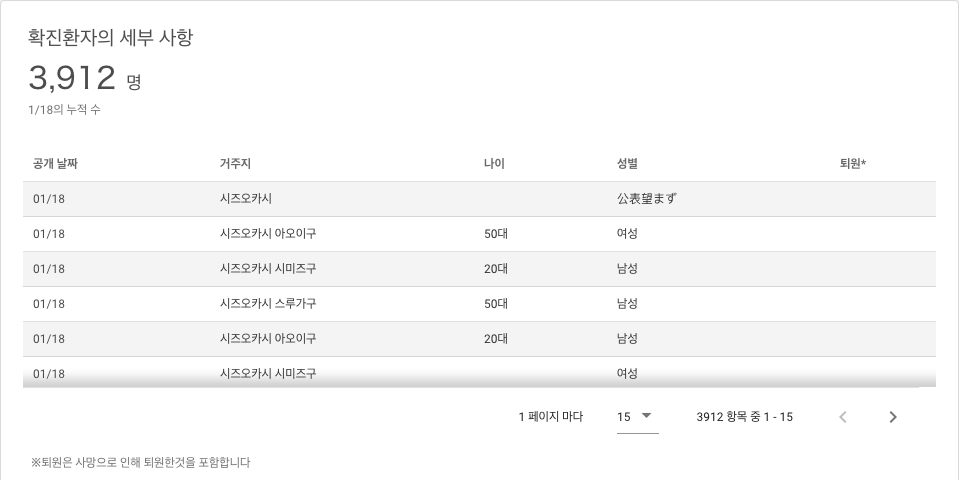 확진환자의 세부 사항
3,912 명
1/18의 누적 수
공개 날짜 거주지 나이 성별 퇴원*
01/18 시즈오카시 公表望まず
01/18 시즈오카시 아오이구 50대 여성
01/18 시즈오카시 시미즈구 20대 남성
01/18 시즈오카시 스루가구 50대 남성
01/18 시즈오카시 아오이구 20대 남성
01/18 시즈오카시 시미즈구 여성
1 페이지 마다 15 3912 항목 중 1 - 15
※퇴원은 사망으로 인해 퇴원한것을 포함합니다